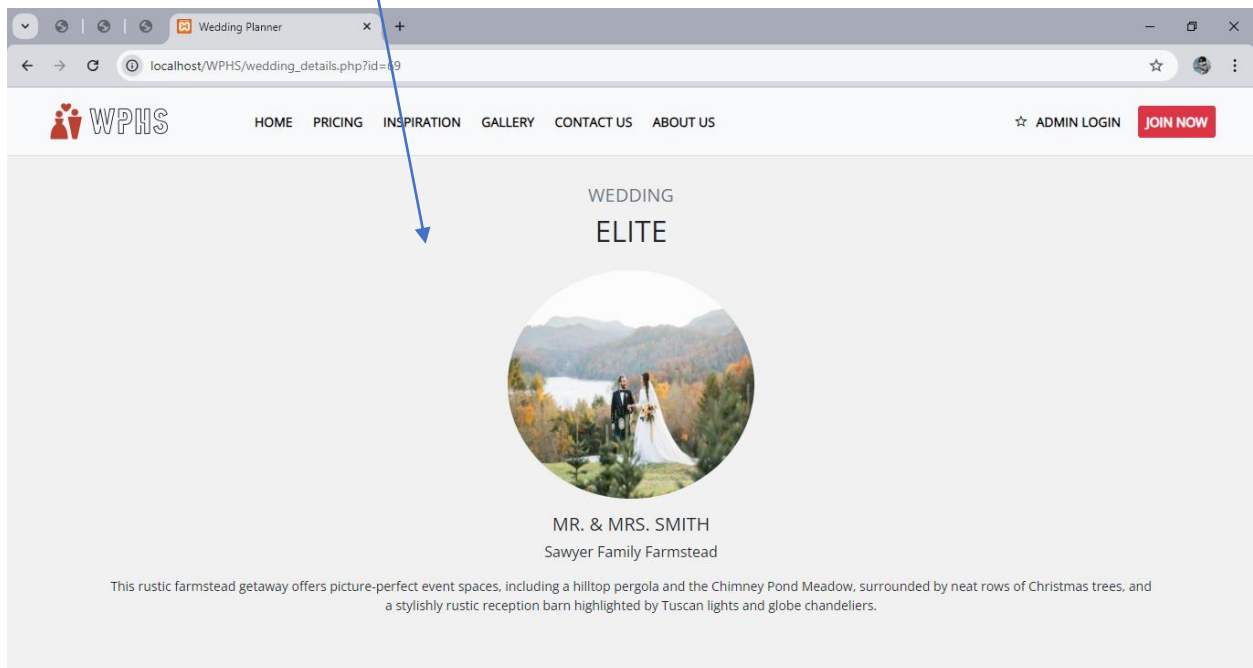 Wedding Planner
localhost/WPHS/wedding_details.php?id=69
WPHS HOME PRICING INSPIRATION GALLERY CONTACT US ABOUT US ☆ ADMIN LOGIN JOIN NOW
WEDDING
ELITE
MR. & MRS. SMITH
Sawyer Family Farmstead
This rustic farmstead getaway offers picture-perfect event spaces, including a hilltop pergola and the Chimney Pond Meadow, surrounded by neat rows of Christmas trees, and
a stylishly rustic reception barn highlighted by Tuscan lights and globe chandeliers.